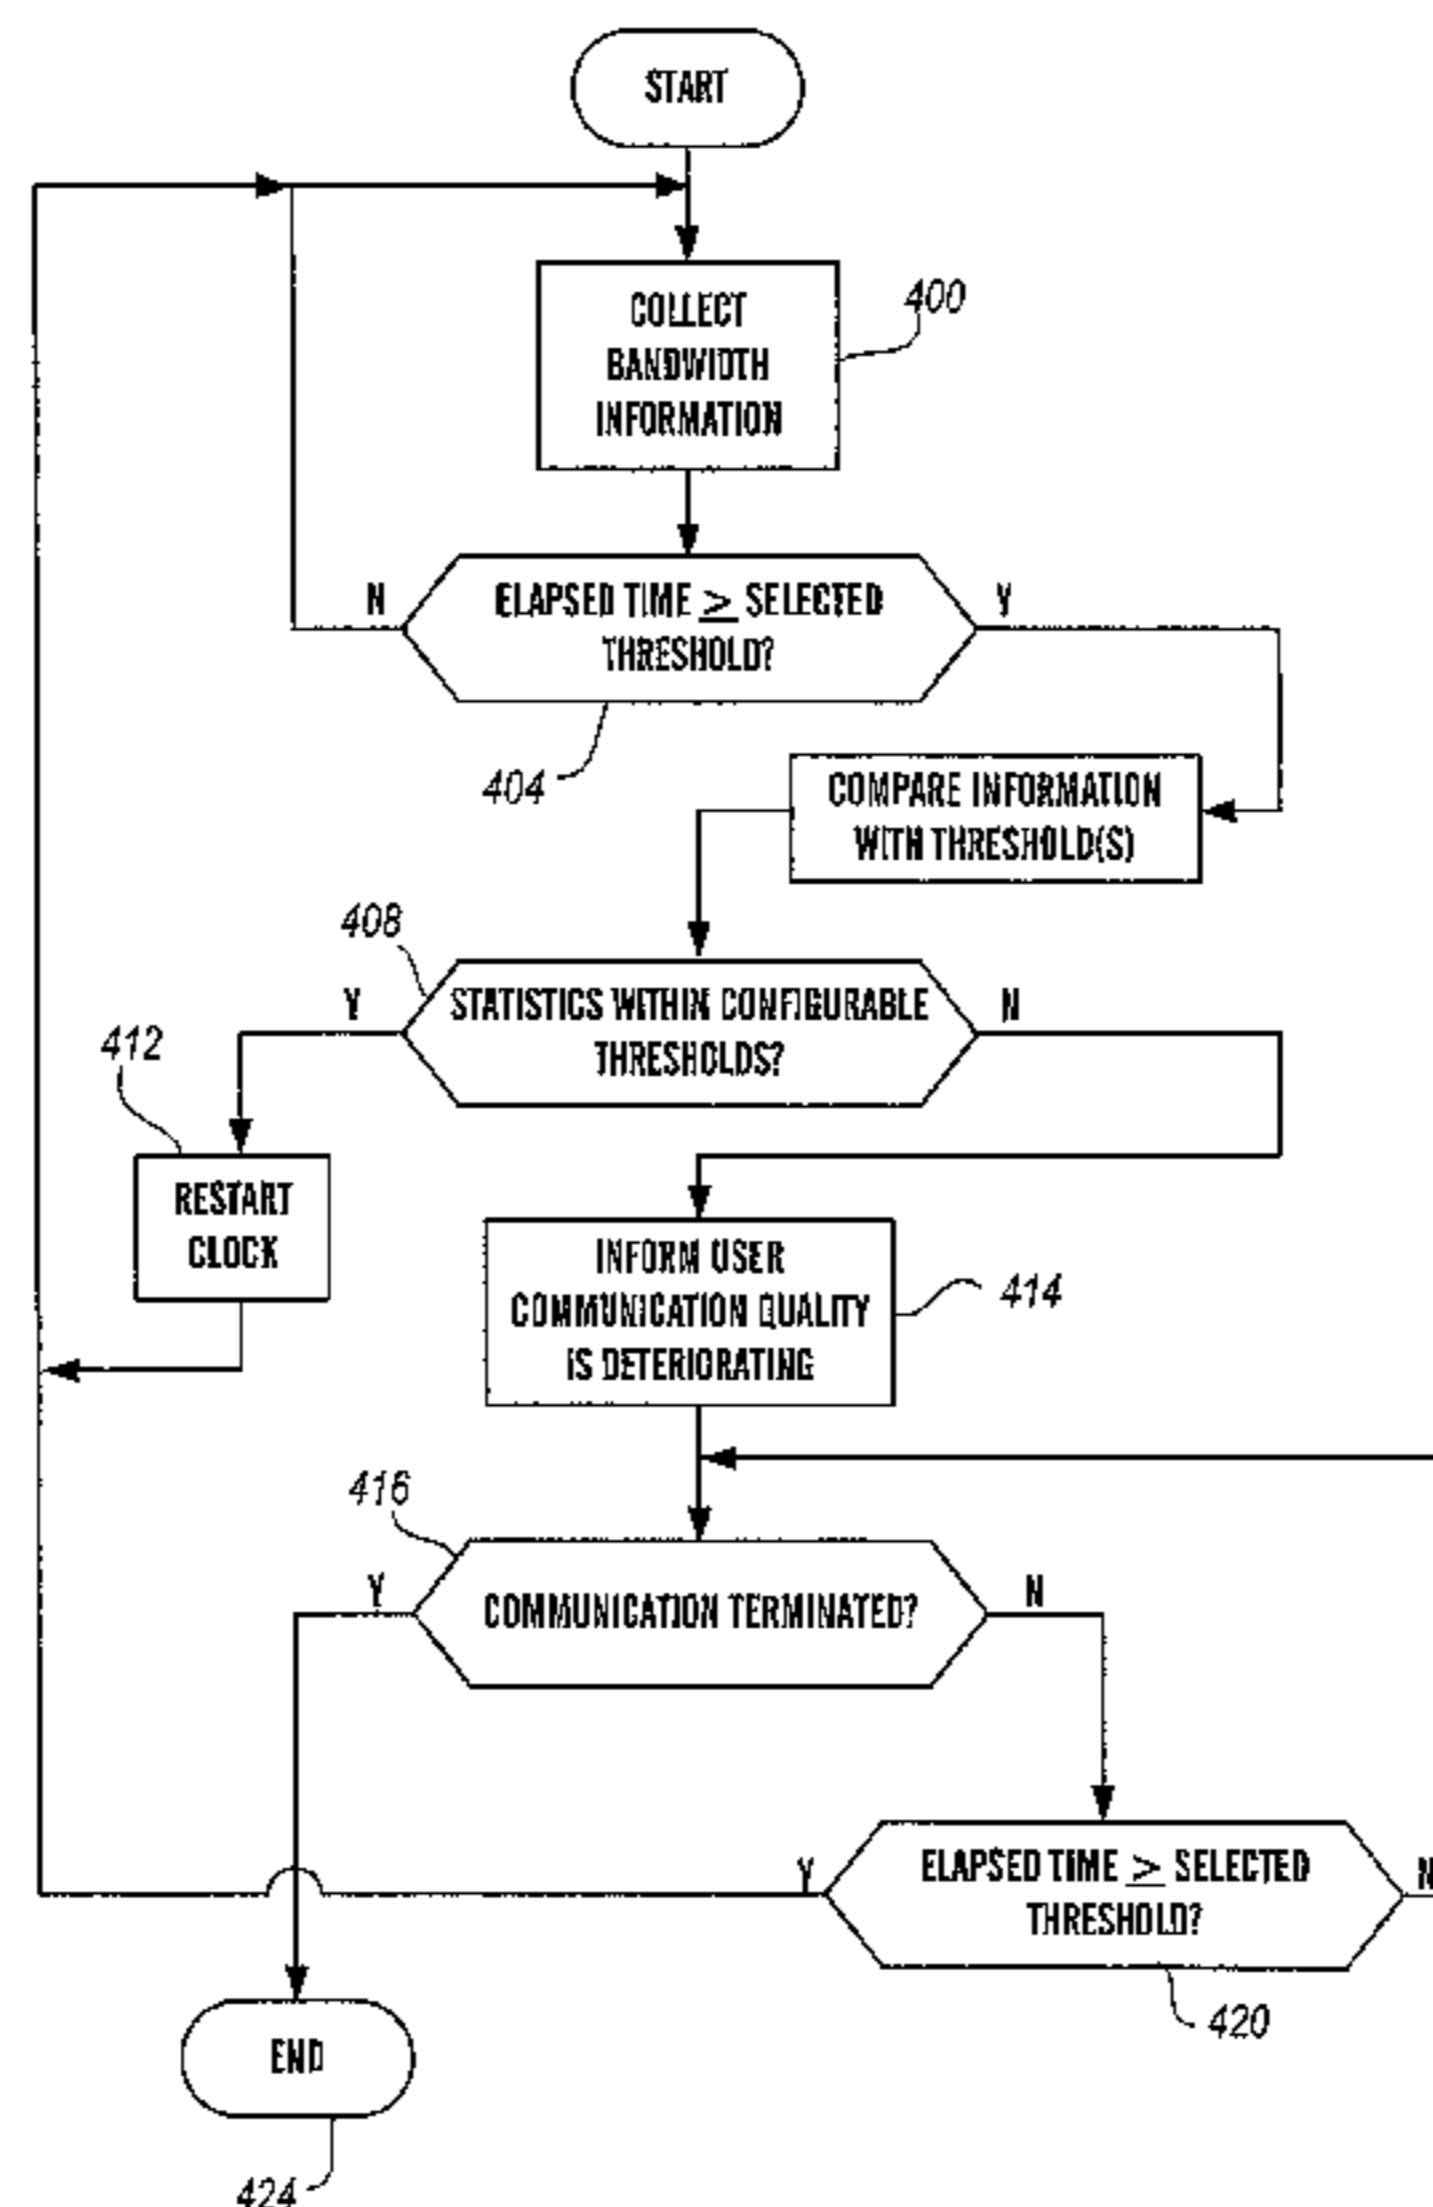 START
400
COLLECT
BANDWIDTH
INFORMATION
N
ELAPSED TIME ≥ SELECTED
THRESHOLD?
Y
404
COMPARE INFORMATION
WITH THRESHOLD(S)
408
Y
STATISTICS WITHIN CONFIGURABLE
THRESHOLDS?
N
412
RESTART
CLOCK
INFORM USER
COMMUNICATION QUALITY
IS DETERIORATING
414
416
Y
COMMUNICATION TERMINATED?
N
Y
ELAPSED TIME ≥ SELECTED
THRESHOLD?
N
420
END
424